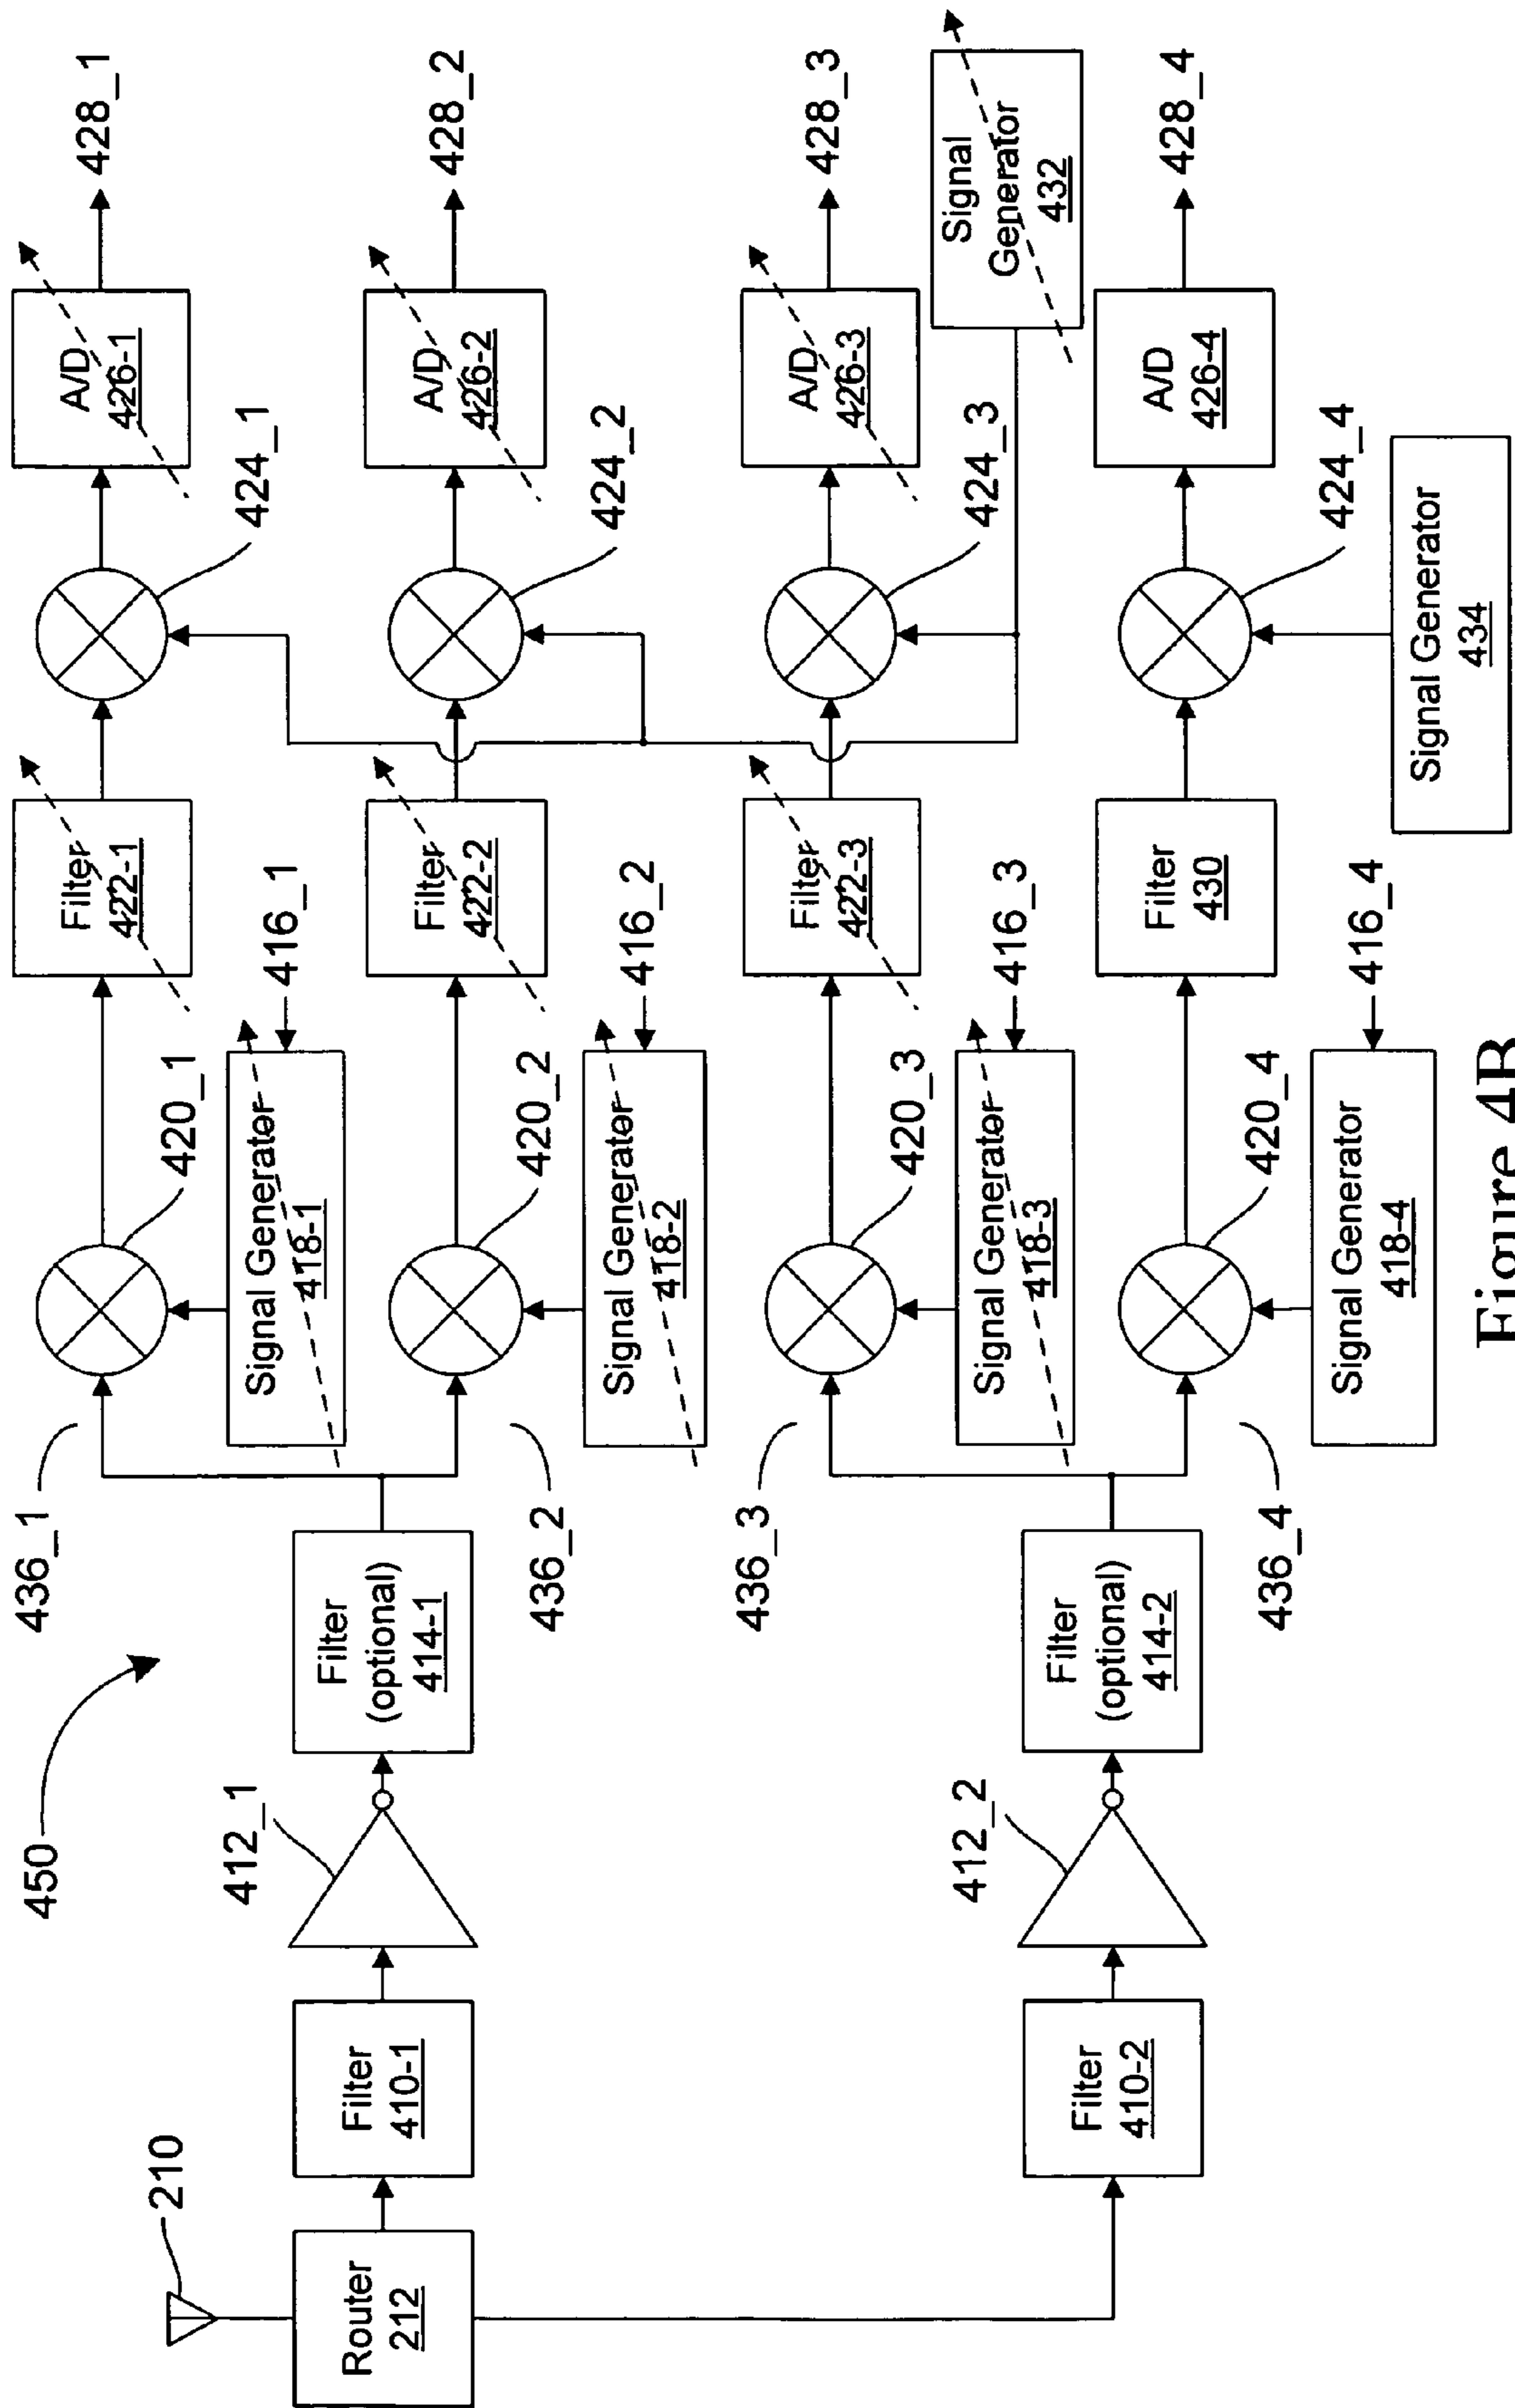 450
436_1
Filter
422-1
A/D
426-1
428_1
420_1
424_1
210
Signal Generator
418-1
416_1
Router
212
Filter
410-1
412_1
Filter
(optional)
414-1
436_2
Filter
422-2
A/D
426-2
428_2
420_2
424_2
Signal Generator
418-2
416_2
436_3
Filter
422-3
A/D
426-3
428_3
420_3
424_3
Signal Generator
418-3
416_3
Signal
Generator
432
Filter
410-2
412_2
Filter
(optional)
414-2
436_4
Filter
430
A/D
426-4
428_4
420_4
424_4
Signal Generator
418-4
416_4
Signal Generator
434
Figure 4B